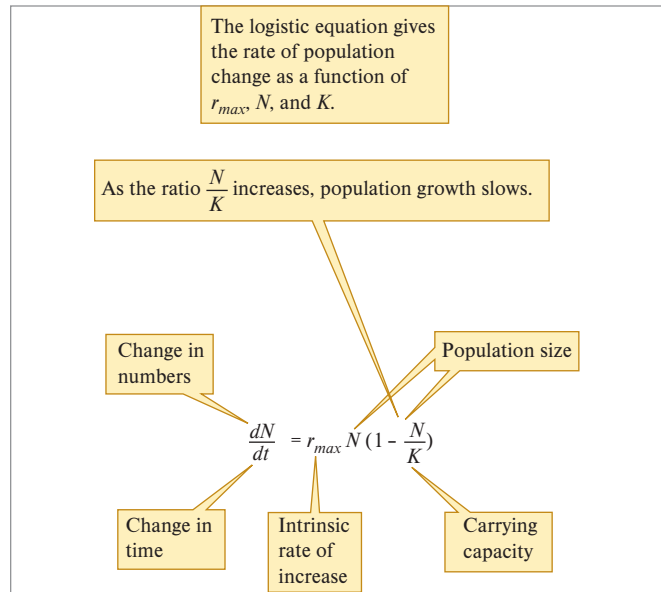 The logistic equation gives
the rate of population
change as a function of
r_max, N, and K.
As the ratio N/K increases, population growth slows.
Change in
numbers
Population size
dN/dt = r_max N (1 – N/K)
Change in
time
Intrinsic
rate of
increase
Carrying
capacity